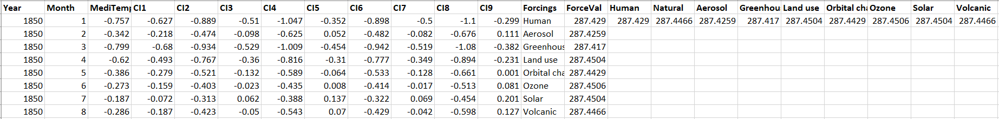 Year Month MediTemp CI1 CI2 CI3 CI4 CI5 CI6 CI7 CI8 CI9 Forcings ForceVal Human Natural Aerosol Greenhou Land use Orbital cha Ozone Solar Volcanic
1850 1 -0.757 -0.627 -0.889 -0.51 -1.047 -0.352 -0.898 -0.5 -1.1 -0.299 Human 287.429 287.429 287.4466 287.4259 287.417 287.4504 287.4429 287.4506 287.4504 287.4466
1850 2 -0.342 -0.218 -0.474 -0.098 -0.625 0.052 -0.482 -0.082 -0.676 0.111 Aerosol 287.4259
1850 3 -0.799 -0.68 -0.934 -0.529 -1.009 -0.454 -0.942 -0.519 -1.08 -0.382 Greenhous 287.417
1850 4 -0.62 -0.493 -0.767 -0.36 -0.816 -0.31 -0.777 -0.349 -0.894 -0.231 Land use 287.4504
1850 5 -0.386 -0.279 -0.521 -0.132 -0.589 -0.064 -0.533 -0.128 -0.661 0.001 Orbital cha 287.4429
1850 6 -0.273 -0.159 -0.403 -0.023 -0.435 0.008 -0.414 -0.017 -0.513 0.081 Ozone 287.4506
1850 7 -0.187 -0.072 -0.313 0.062 -0.388 0.137 -0.322 0.069 -0.454 0.201 Solar 287.4504
1850 8 -0.286 -0.187 -0.423 -0.05 -0.543 0.07 -0.429 -0.042 -0.598 0.127 Volcanic 287.4466